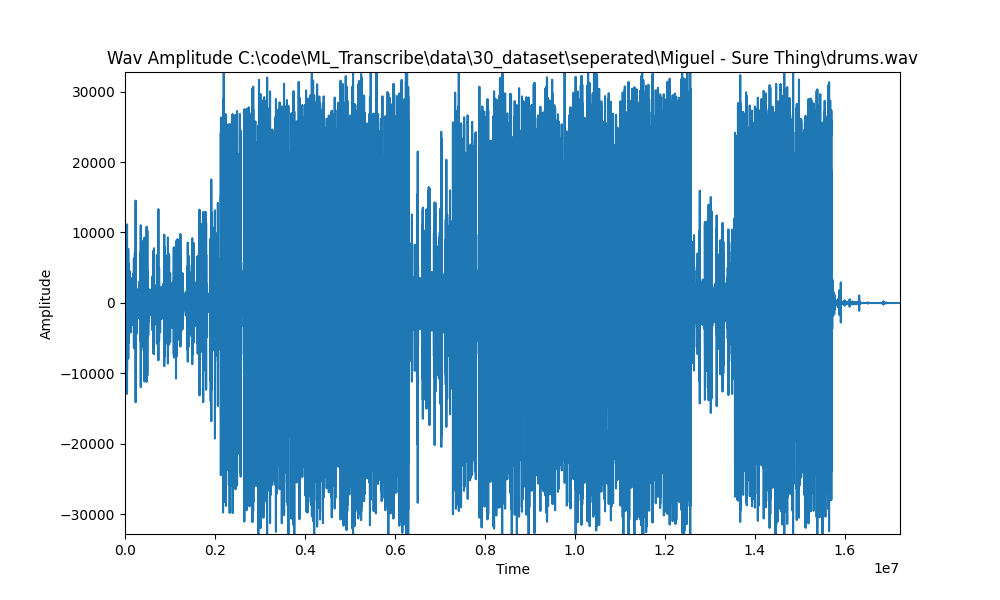 Wav Amplitude C:\code\ML_Transcribe\data\30_dataset\seperated\Miguel - Sure Thing\drums.wav
30000
20000
10000
0
−10000
−20000
−30000
Amplitude
0.0 0.2 0.4 0.6 0.8 1.0 1.2 1.4 1.6
1e7
Time